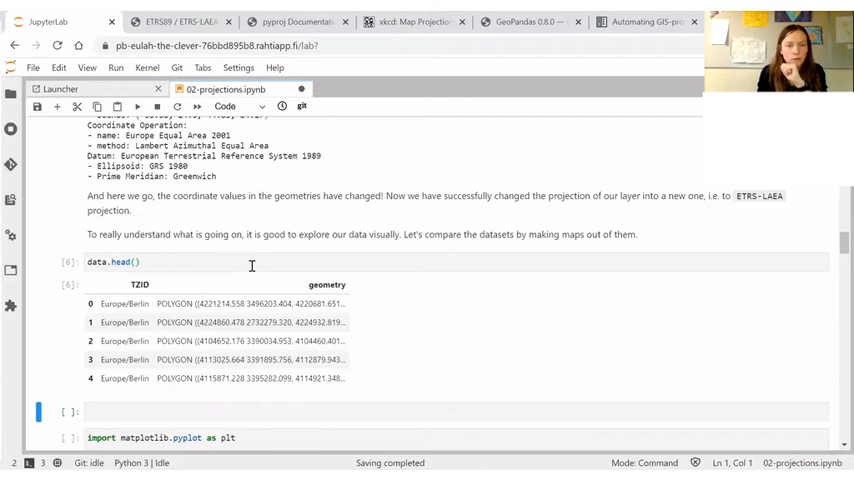 JupyterLab
ETRS89 / ETRS-LAEA
pyproj Documentation
xkcd: Map Projection
GeoPandas 0.8.0 —
Automating GIS-pro
pb-eulah-the-clever-76bbd895b8.rahtiapp.fi/lab?
File Edit View Run Kernel Git Tabs Settings Help
Launcher
02-projections.ipynb
Code
git
Coordinate Operation:
- name: Europe Equal Area 2001
- method: Lambert Azimuthal Equal Area
Datum: European Terrestrial Reference System 1989
- Ellipsoid: GRS 1980
- Prime Meridian: Greenwich
And here we go, the coordinate values in the geometries have changed! Now we have successfully changed the projection of our layer into a new one, i.e. to ETRS-LAEA
projection.
To really understand what is going on, it is good to explore our data visually. Let's compare the datasets by making maps out of them.
[6]: data.head()
[6]: TZID geometry
0 Europe/Berlin POLYGON ((4221214.558 3496203.404, 4220681.651...
1 Europe/Berlin POLYGON ((4224860.478 2732279.320, 4224932.819...
2 Europe/Berlin POLYGON ((4104652.176 3390034.953, 4104460.401...
3 Europe/Berlin POLYGON ((4113025.664 3391895.756, 4112879.943...
4 Europe/Berlin POLYGON ((4115871.228 3395282.099, 4114921.348...
[ ]:
[ ]: import matplotlib.pyplot as plt
2 3 Git: idle Python 3 | Idle Saving completed Mode: Command Ln 1, Col 1 02-projections.ipynb